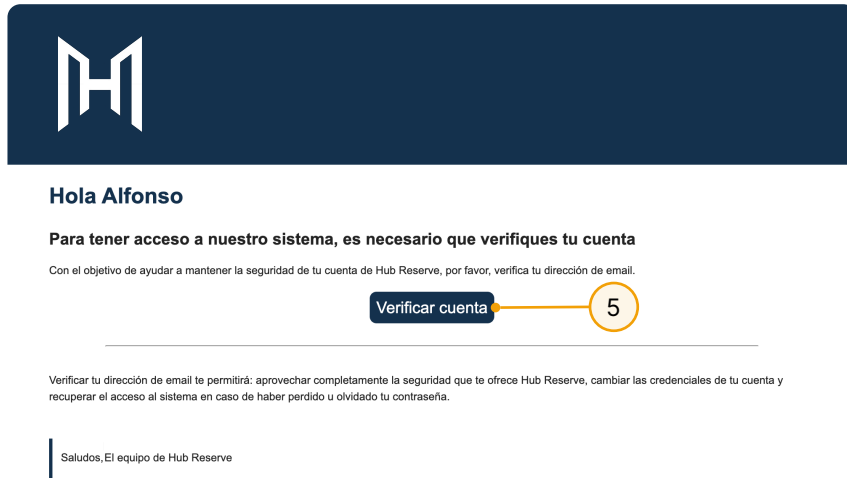 Hola Alfonso
Para tener acceso a nuestro sistema, es necesario que verifiques tu cuenta
Con el objetivo de ayudar a mantener la seguridad de tu cuenta de Hub Reserve, por favor, verifica tu dirección de email.
Verificar cuenta 5
Verificar tu dirección de email te permitirá: aprovechar completamente la seguridad que te ofrece Hub Reserve, cambiar las credenciales de tu cuenta y
recuperar el acceso al sistema en caso de haber perdido u olvidado tu contraseña.
Saludos,El equipo de Hub Reserve